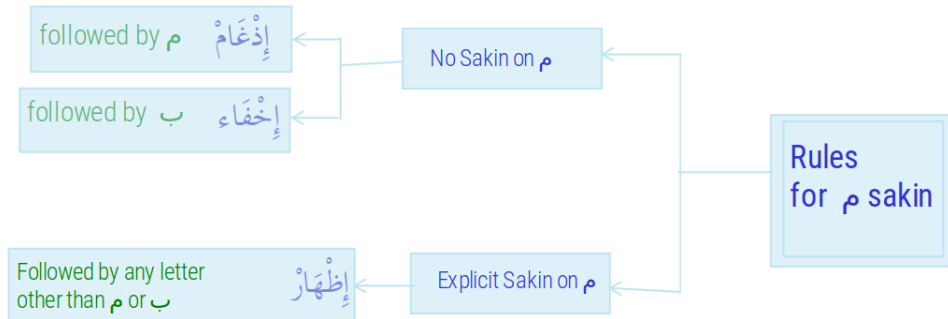 followed by م إِذْغَامْ
No Sakin on م
followed by ب إِخْفَاء
Rules
for م sakin
Followed by any letter
other than م or ب
إِظْهَارْ
Explicit Sakin on م